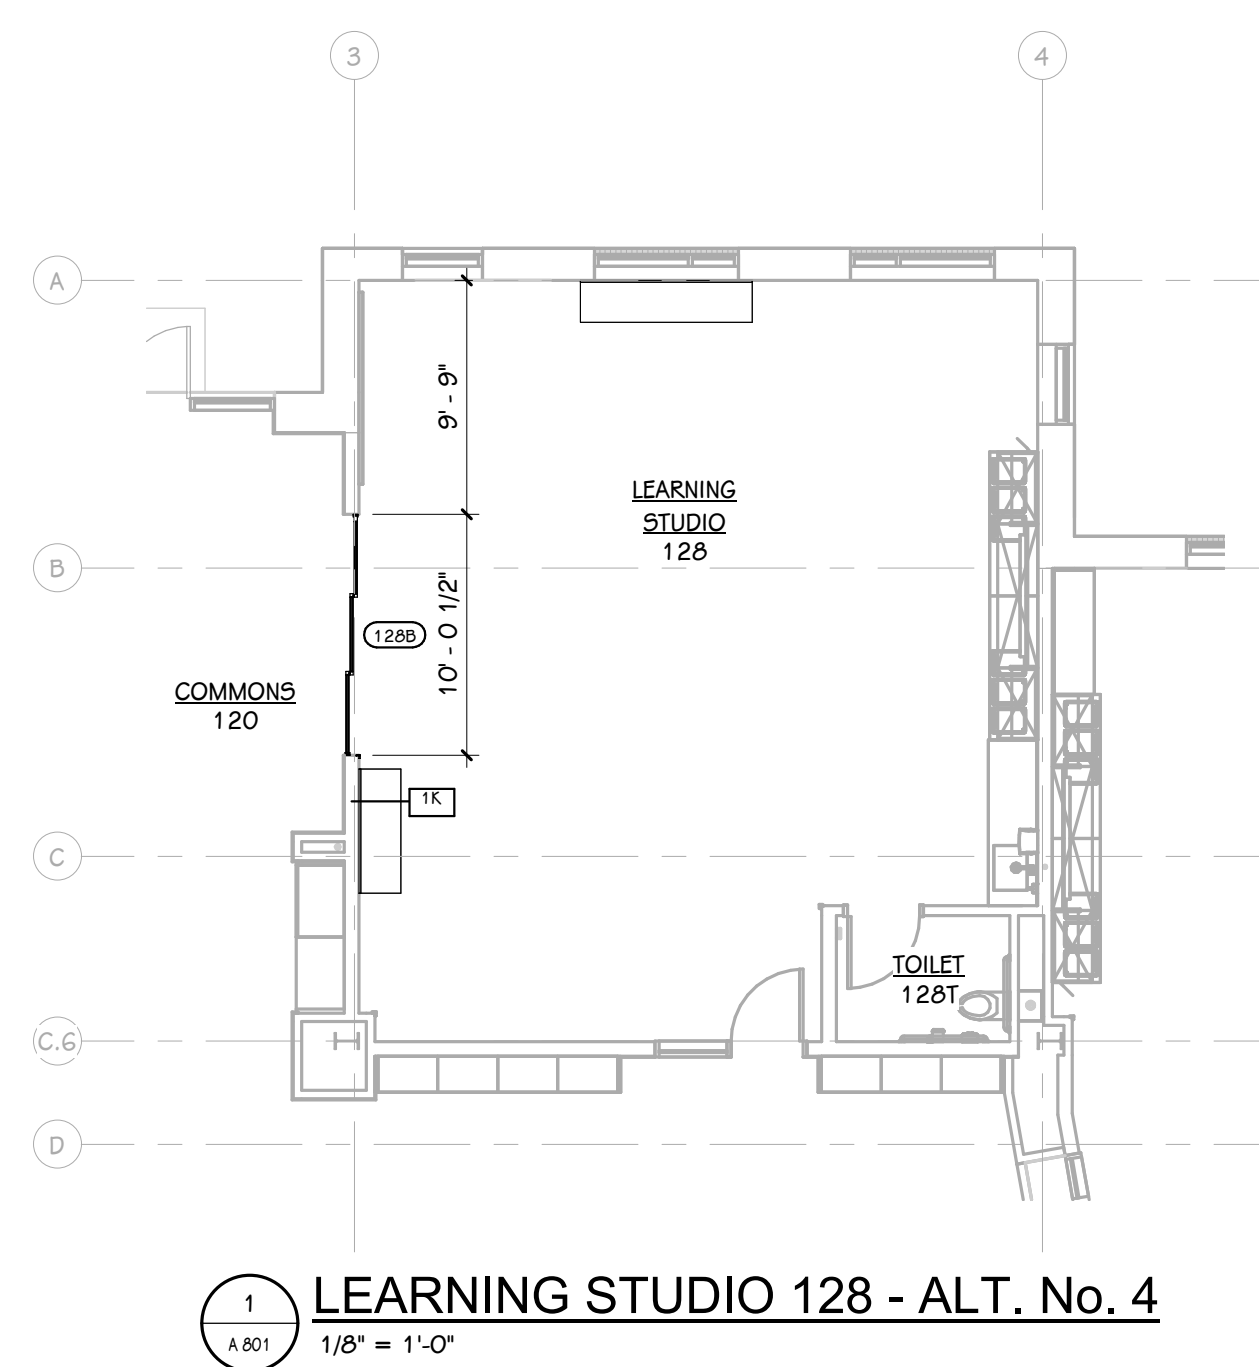 3
4
A
9' - 9"
LEARNING
STUDIO
128
B
10' - 0 1/2"
128B
COMMONS
120
1K
C
TOILET
128T
C.6
D
1
A 801
LEARNING STUDIO 128 - ALT. No. 4
1/8" = 1'-0"